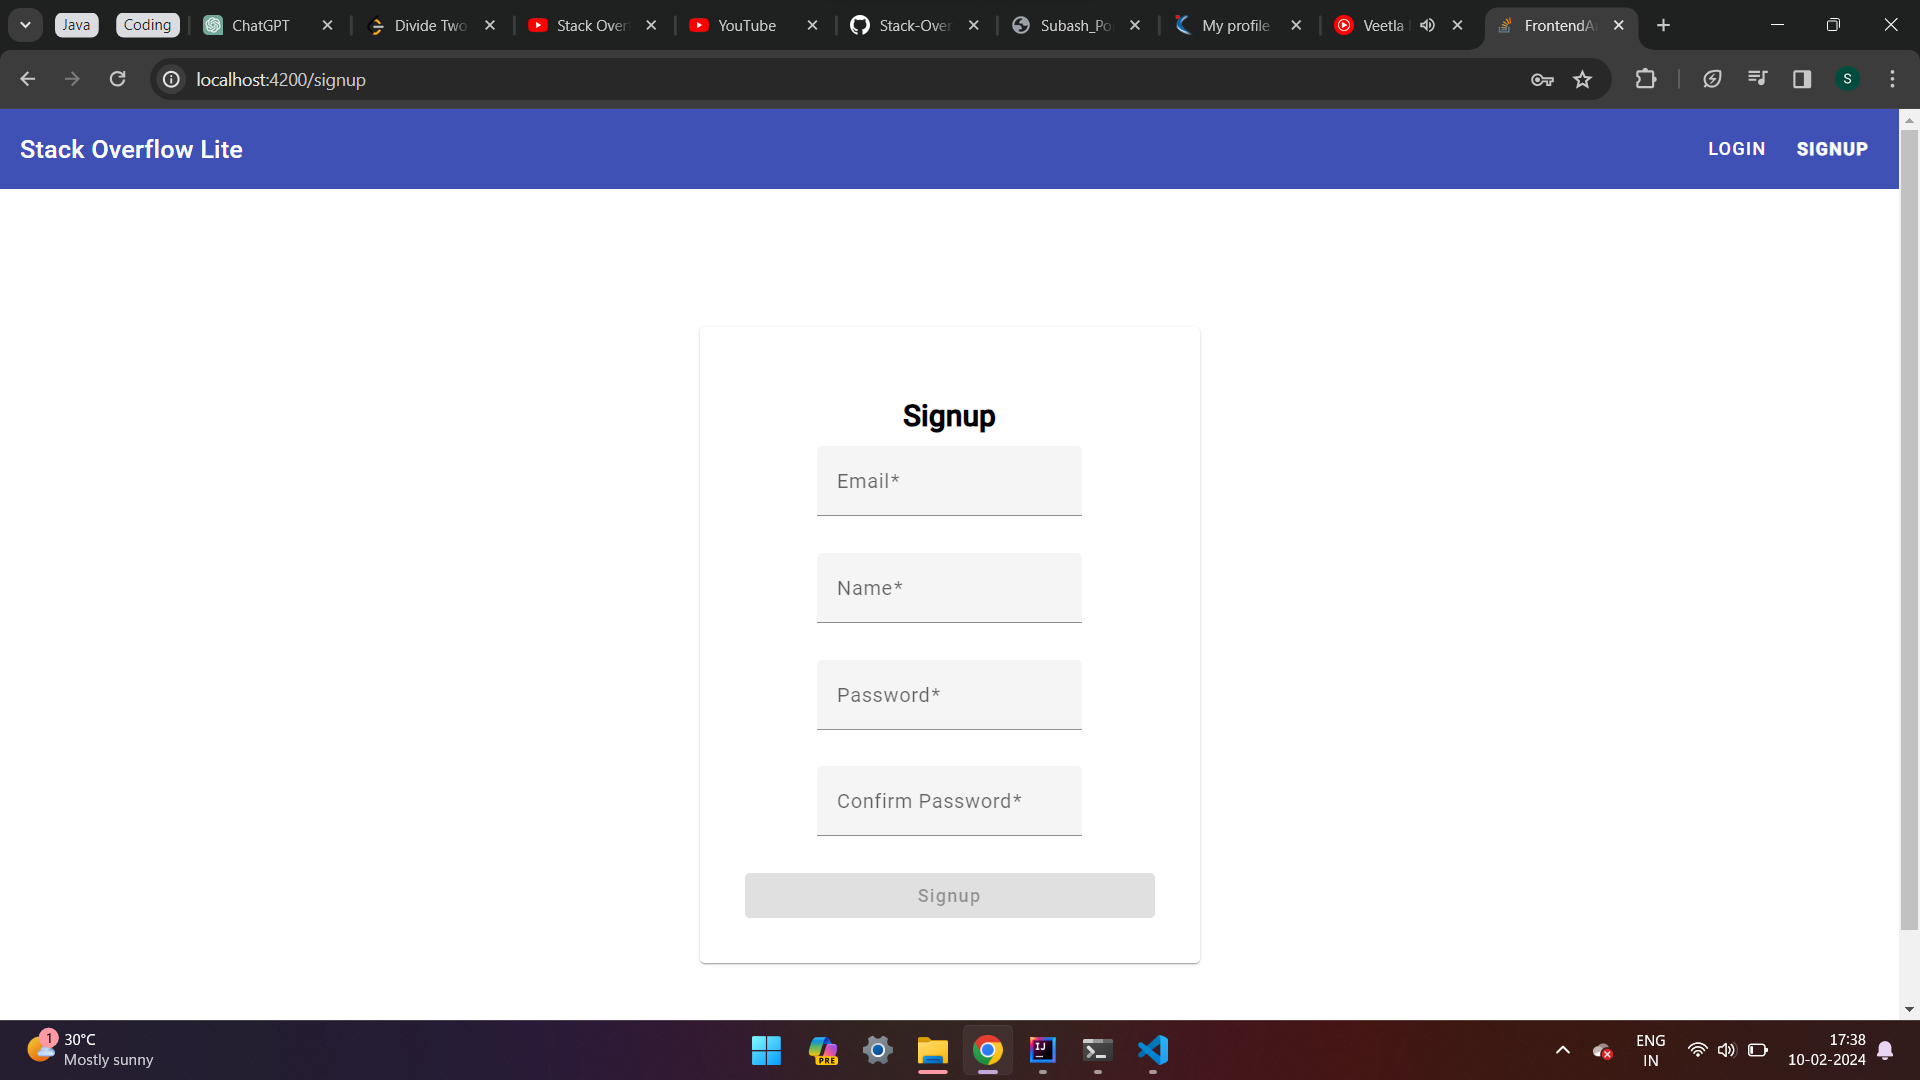 Java
Coding
ChatGPT
Divide Two
Stack Over
YouTube
Stack-Over
Subash_Po
My profile
Veetla
FrontendA
localhost:4200/signup
S
Stack Overflow Lite
LOGIN
SIGNUP
Signup
Email*
Name*
Password*
Confirm Password*
Signup
1
30°C
Mostly sunny
PRE
IJ
ENG
IN
17:38
10-02-2024